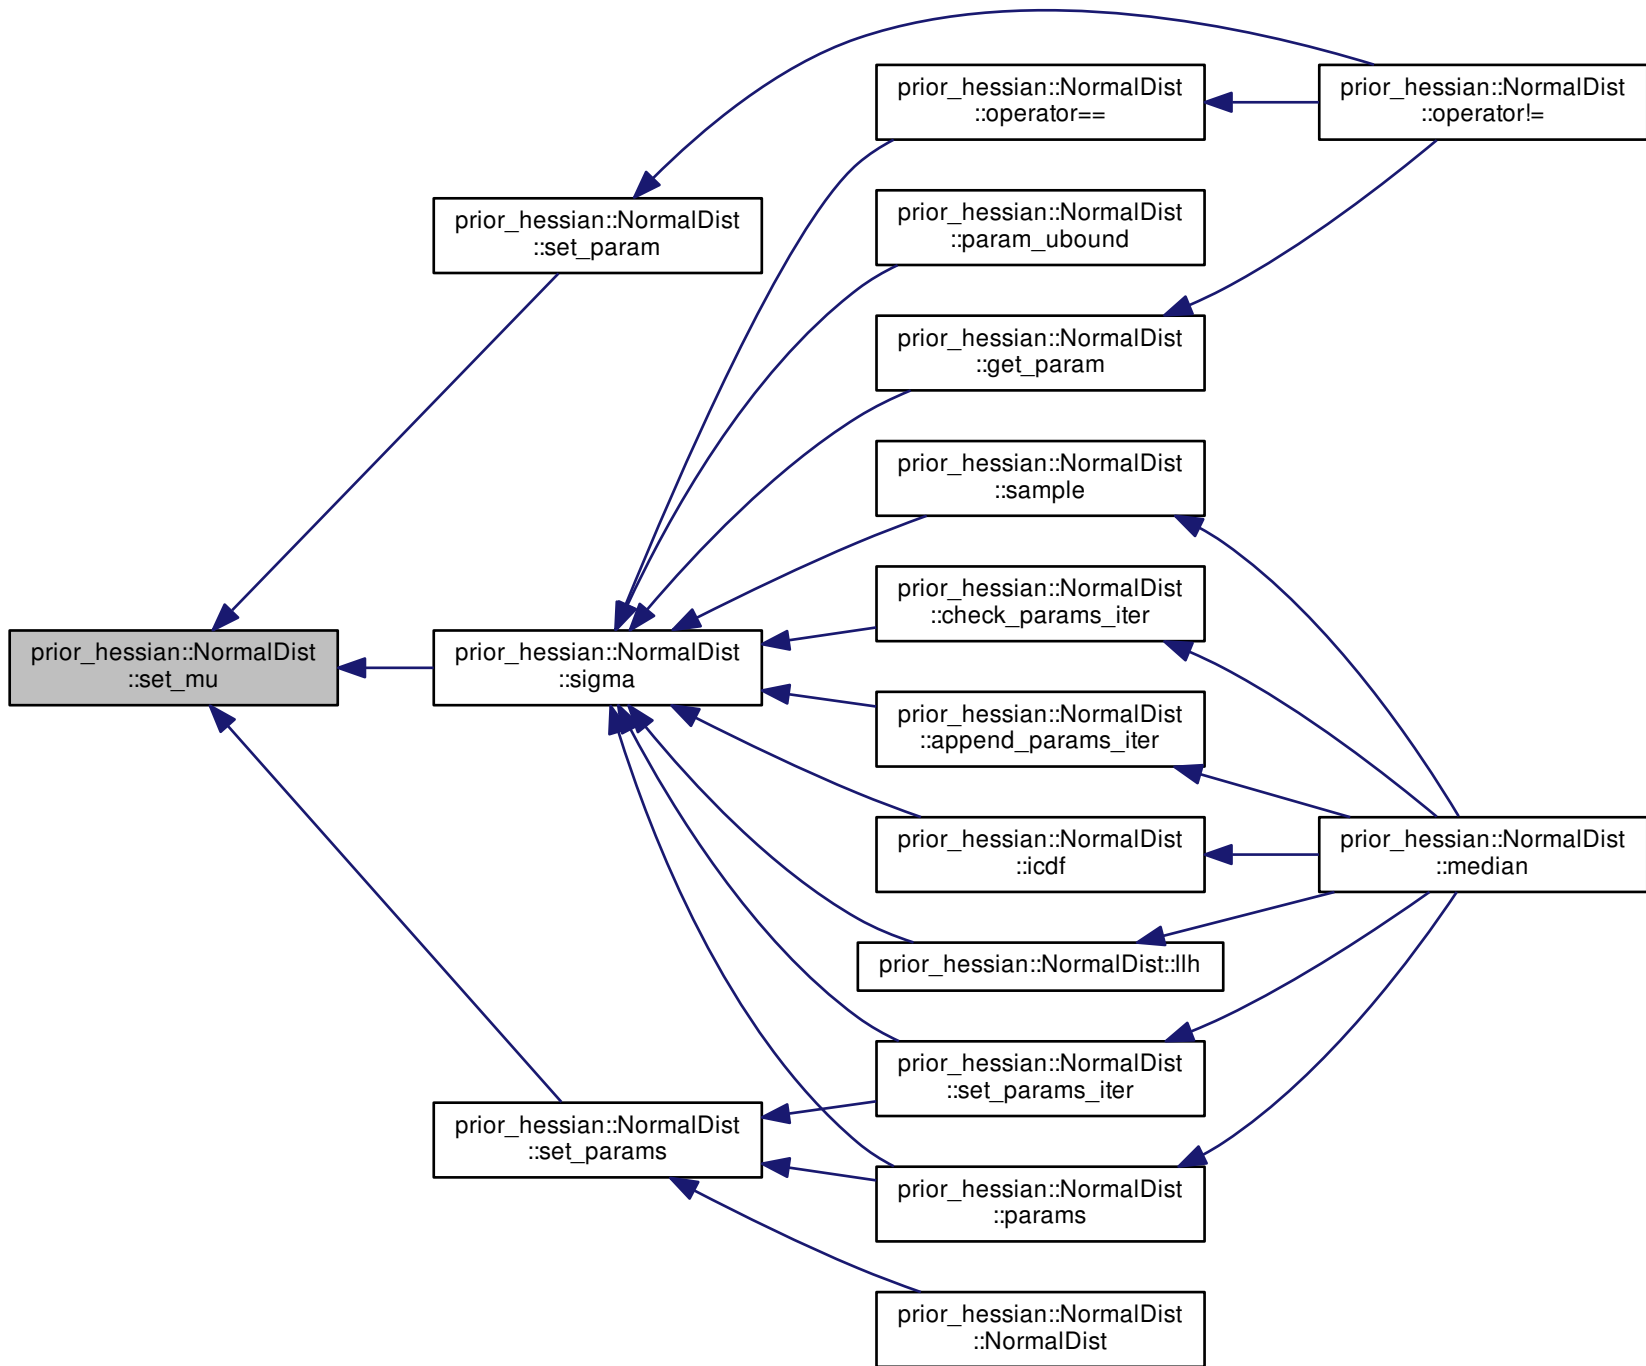 prior_hessian::NormalDist
::operator==
prior_hessian::NormalDist
::operator!=
prior_hessian::NormalDist
::set_param
prior_hessian::NormalDist
::param_ubound
prior_hessian::NormalDist
::get_param
prior_hessian::NormalDist
::sample
prior_hessian::NormalDist
::check_params_iter
prior_hessian::NormalDist
::set_mu
prior_hessian::NormalDist
::sigma
prior_hessian::NormalDist
::append_params_iter
prior_hessian::NormalDist
::icdf
prior_hessian::NormalDist
::median
prior_hessian::NormalDist::llh
prior_hessian::NormalDist
::set_params_iter
prior_hessian::NormalDist
::set_params
prior_hessian::NormalDist
::params
prior_hessian::NormalDist
::NormalDist